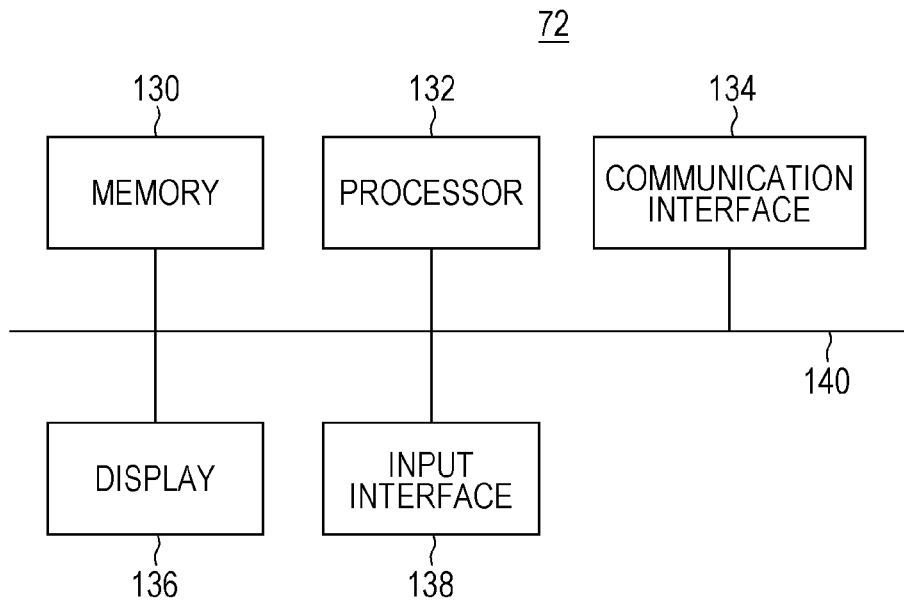 72
130
132
134
MEMORY
PROCESSOR
COMMUNICATION
INTERFACE
140
DISPLAY
INPUT
INTERFACE
136
138